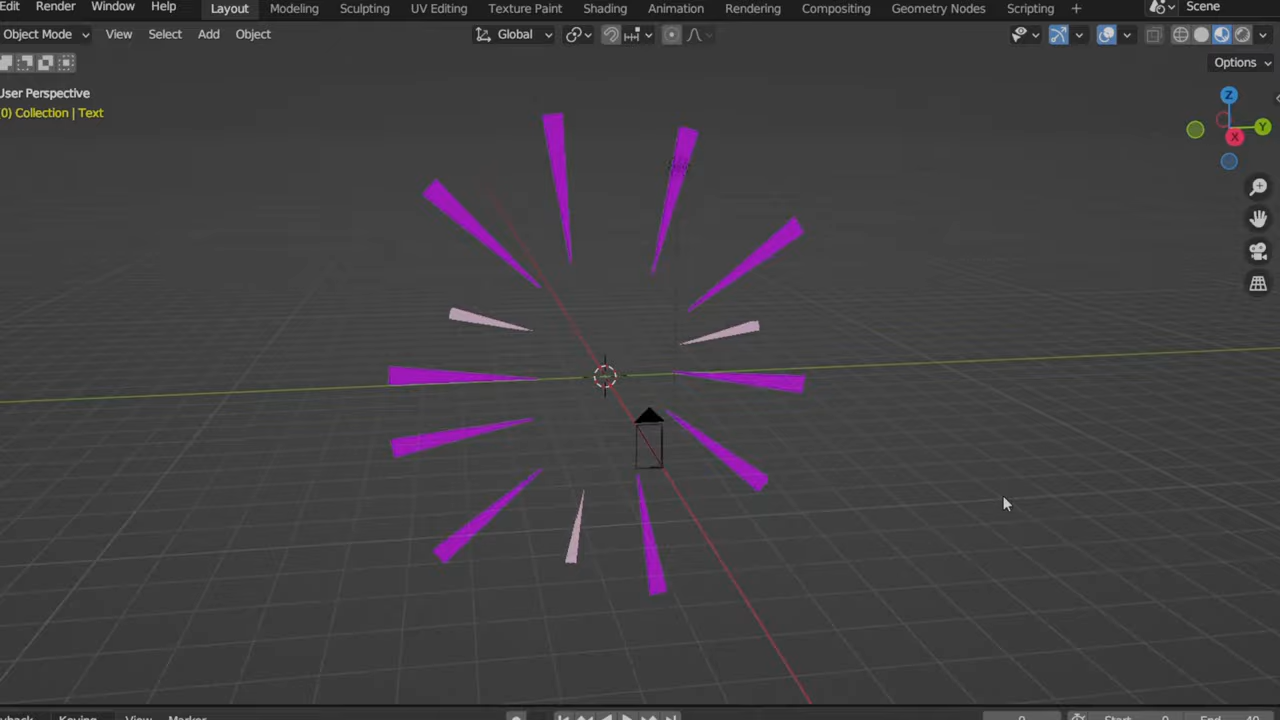 Edit Render Window Help Layout Modeling Sculpting UV Editing Texture Paint Shading Animation Rendering Compositing Geometry Nodes Scripting + Scene
Object Mode View Select Add Object Global
Options
User Perspective
(0) Collection | Text
Z
Y
X
View